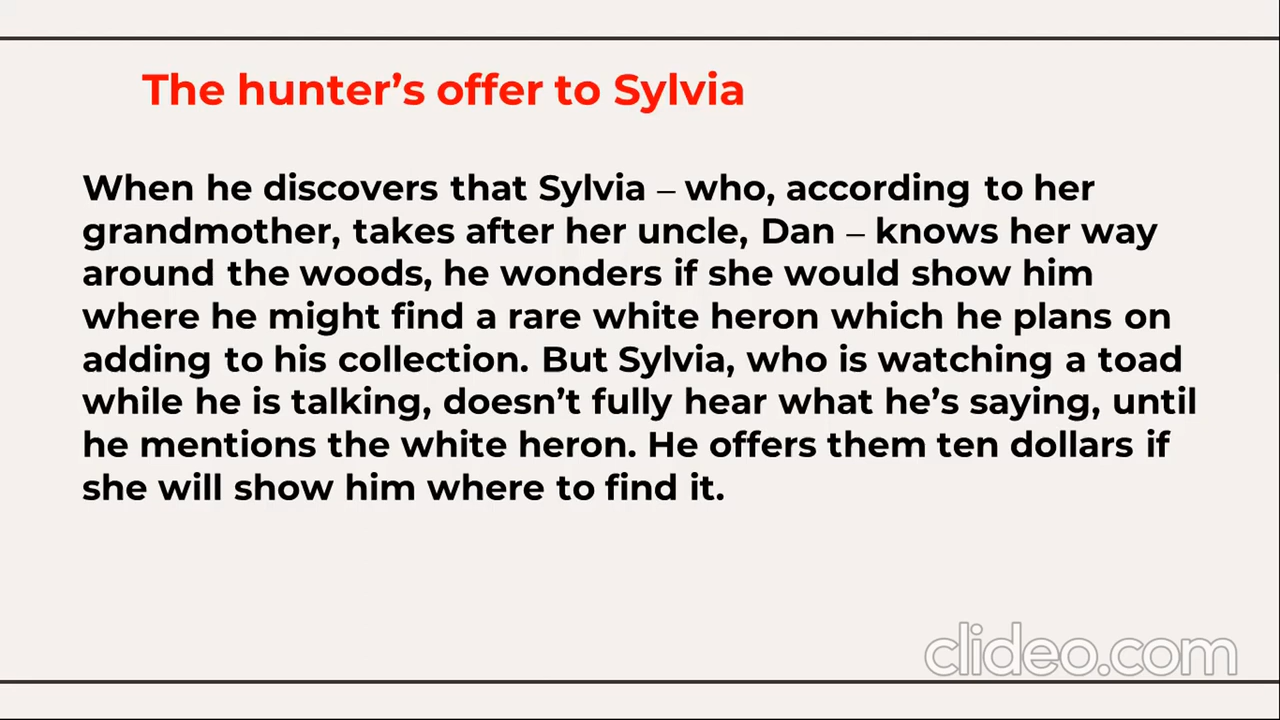 The hunter’s offer to Sylvia
When he discovers that Sylvia – who, according to her
grandmother, takes after her uncle, Dan – knows her way
around the woods, he wonders if she would show him
where he might find a rare white heron which he plans on
adding to his collection. But Sylvia, who is watching a toad
while he is talking, doesn’t fully hear what he’s saying, until
he mentions the white heron. He offers them ten dollars if
she will show him where to find it.
clideo.com